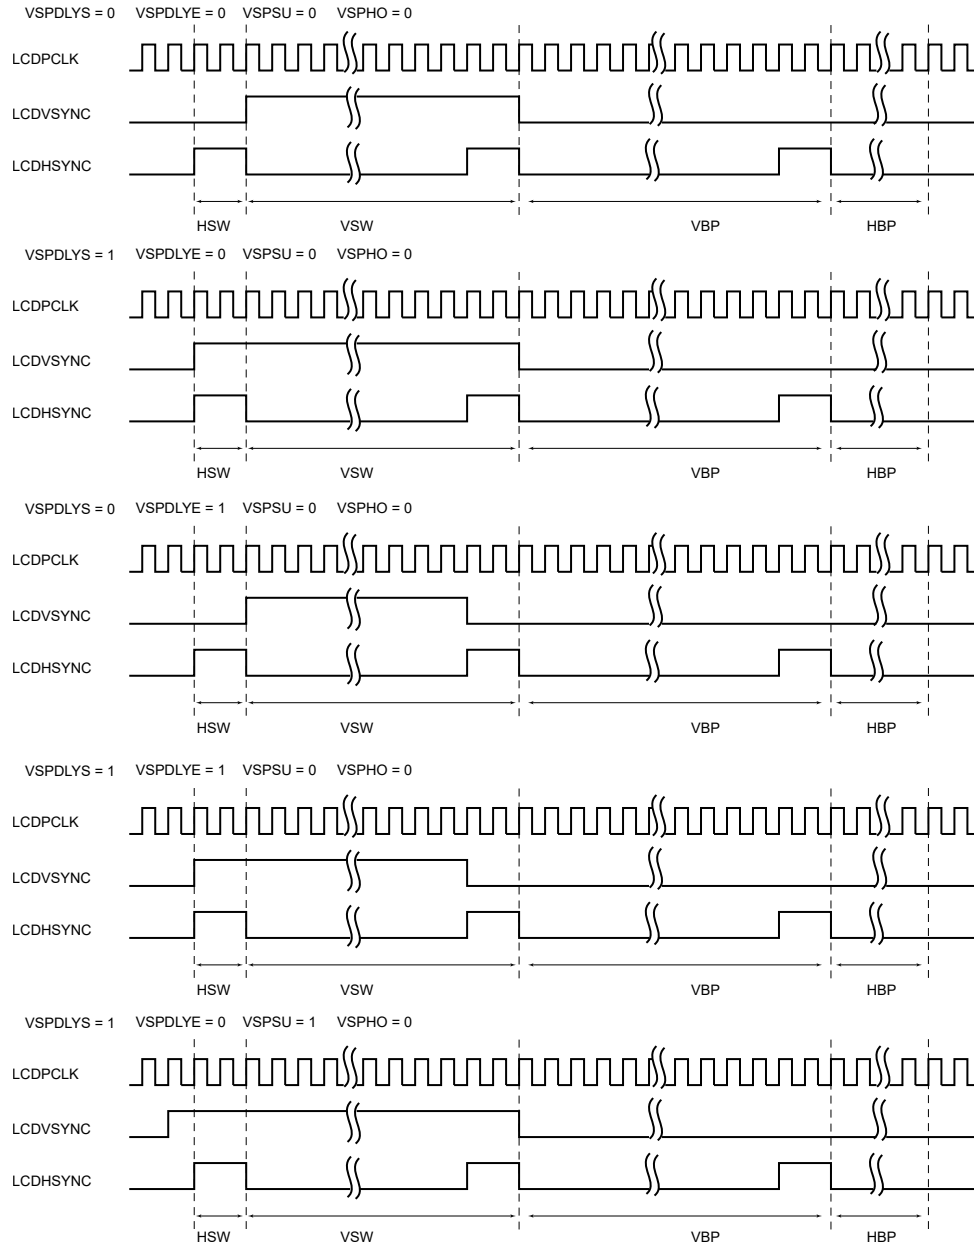 VSPDLYS = 0 VSPDLYE = 0 VSPSU = 0 VSPHO = 0
LCDPCLK
LCDVSYNC
LCDHSYNC
HSW VSW VBP HBP
VSPDLYS = 1 VSPDLYE = 0 VSPSU = 0 VSPHO = 0
LCDPCLK
LCDVSYNC
LCDHSYNC
HSW VSW VBP HBP
VSPDLYS = 0 VSPDLYE = 1 VSPSU = 0 VSPHO = 0
LCDPCLK
LCDVSYNC
LCDHSYNC
HSW VSW VBP HBP
VSPDLYS = 1 VSPDLYE = 1 VSPSU = 0 VSPHO = 0
LCDPCLK
LCDVSYNC
LCDHSYNC
HSW VSW VBP HBP
VSPDLYS = 1 VSPDLYE = 0 VSPSU = 1 VSPHO = 0
LCDPCLK
LCDVSYNC
LCDHSYNC
HSW VSW VBP HBP